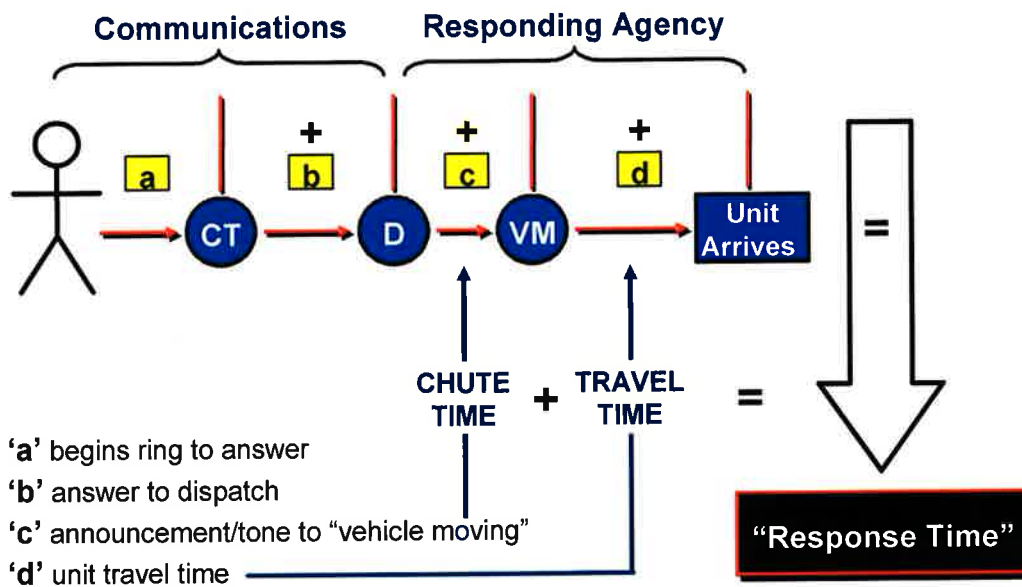 Communications
Responding Agency
+
+
+
a
b
c
d
CT
D
VM
Unit
Arrives
=
CHUTE
TIME
+
TRAVEL
TIME
=
‘a’ begins ring to answer
‘b’ answer to dispatch
‘c’ announcement/tone to “vehicle moving”
‘d’ unit travel time
“Response Time”